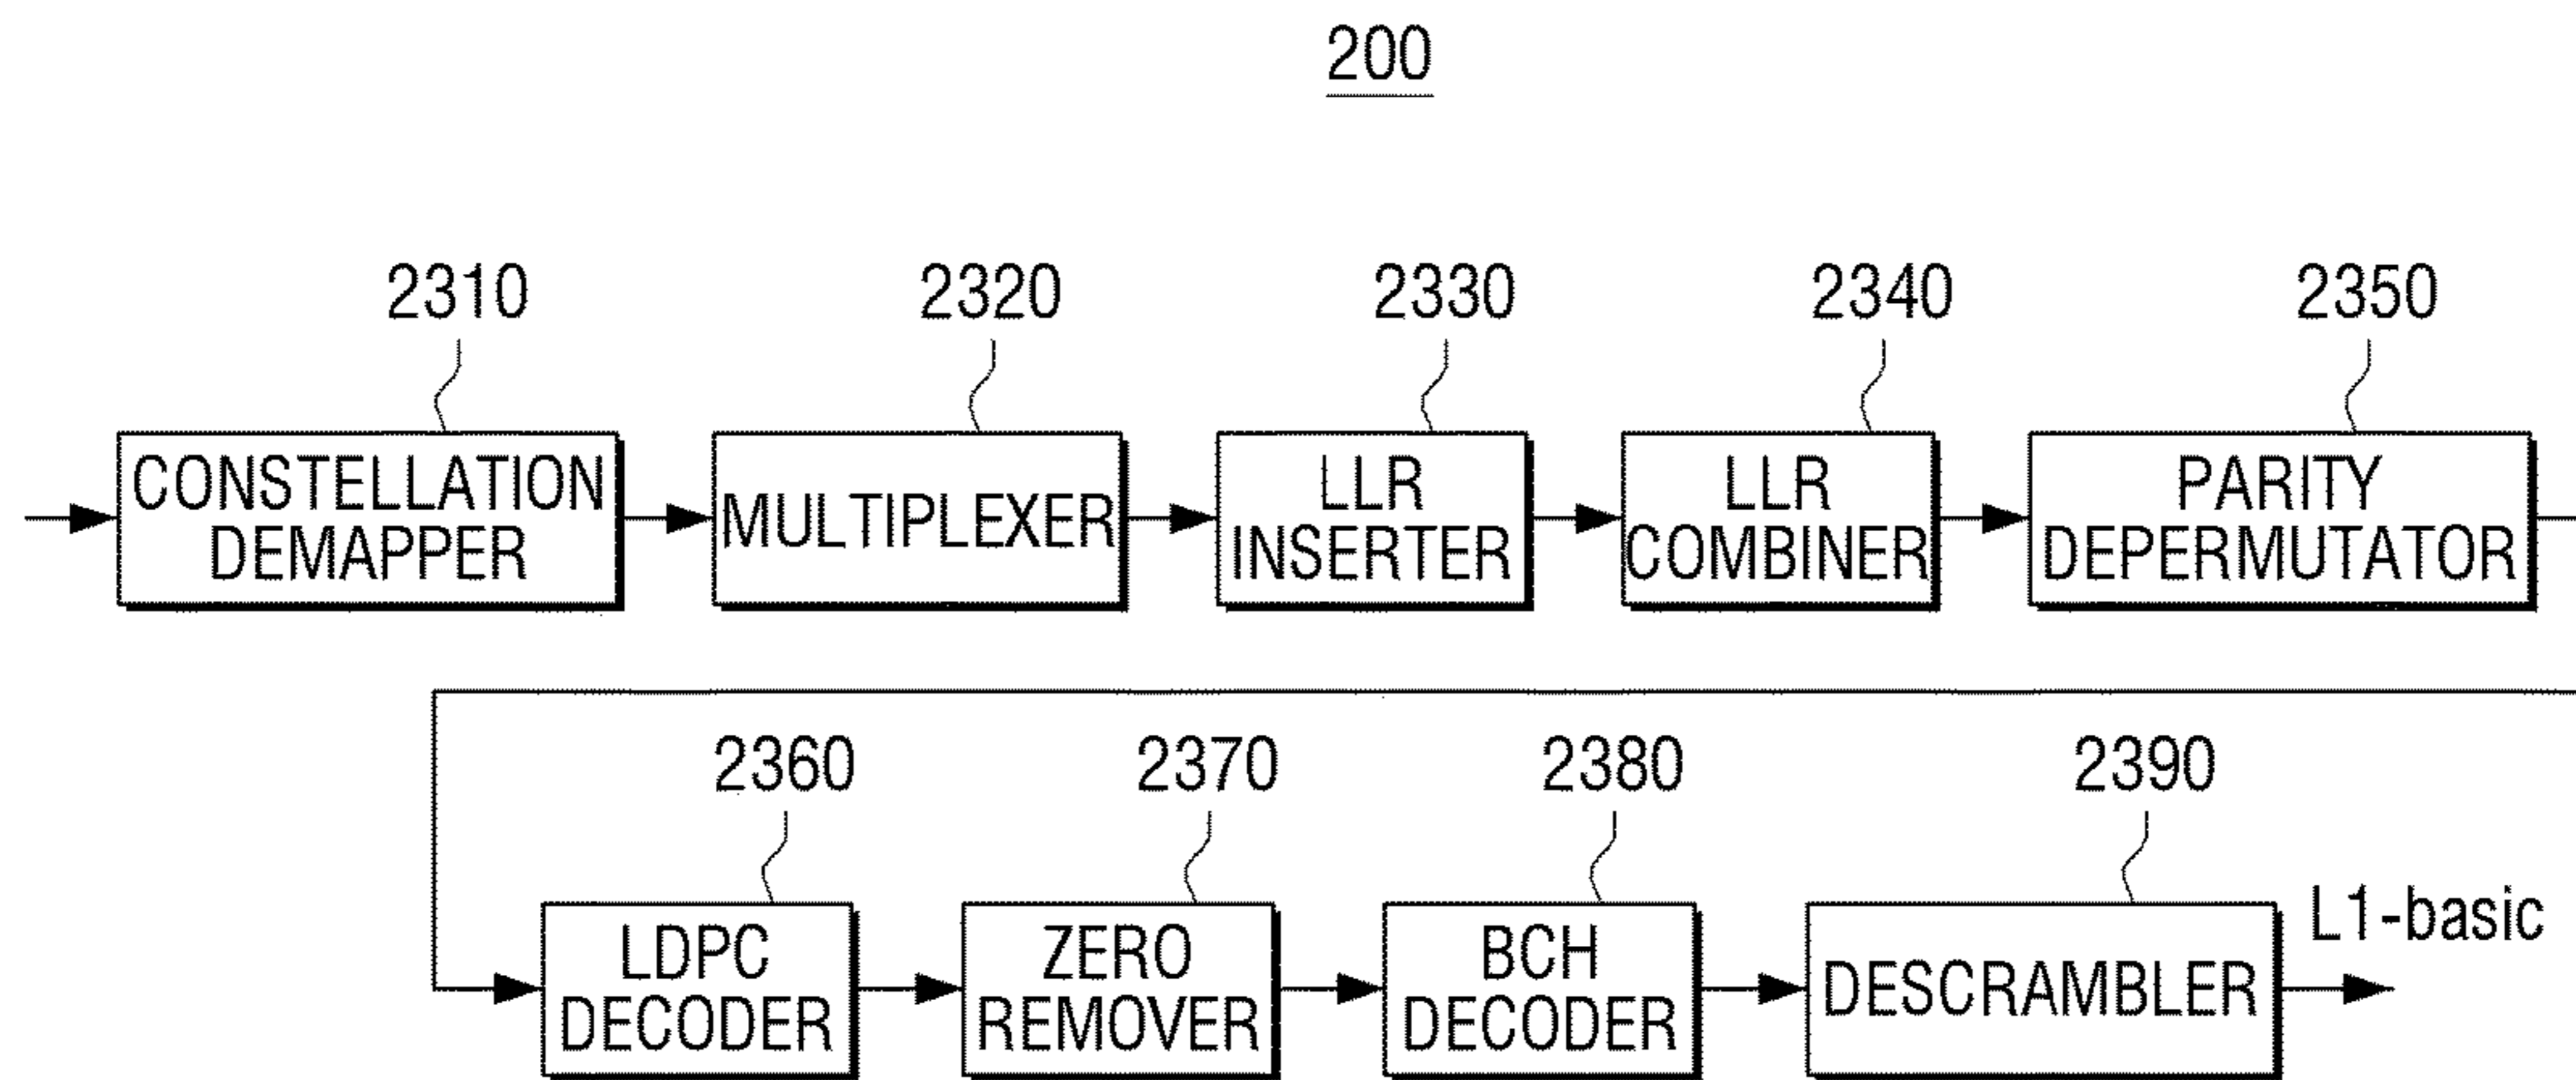 200
2310 2320 2330 2340 2350
CONSTELLATION DEMAPPER
MULTIPLEXER
LLR INSERTER
LLR COMBINER
PARITY DEPERMUTATOR
2360 2370 2380 2390
LDPC DECODER
ZERO REMOVER
BCH DECODER
DESCRAMBLER
L1-basic